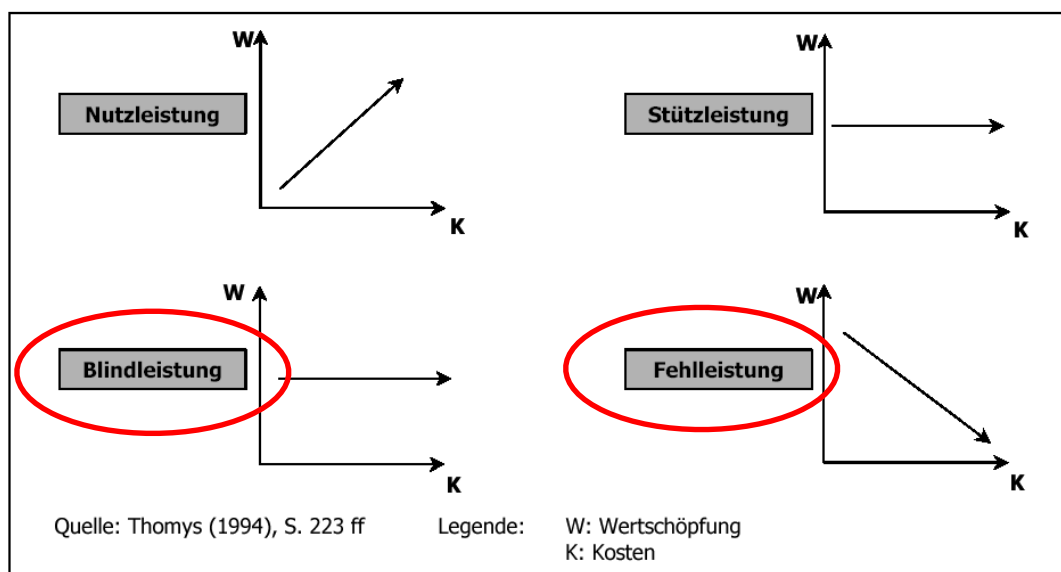 W
Nutzleistung
K
W
Stützleistung
K
W
Blindleistung
K
W
Fehlleistung
K
Quelle: Thomys (1994), S. 223 ff
Legende: W: Wertschöpfung
K: Kosten